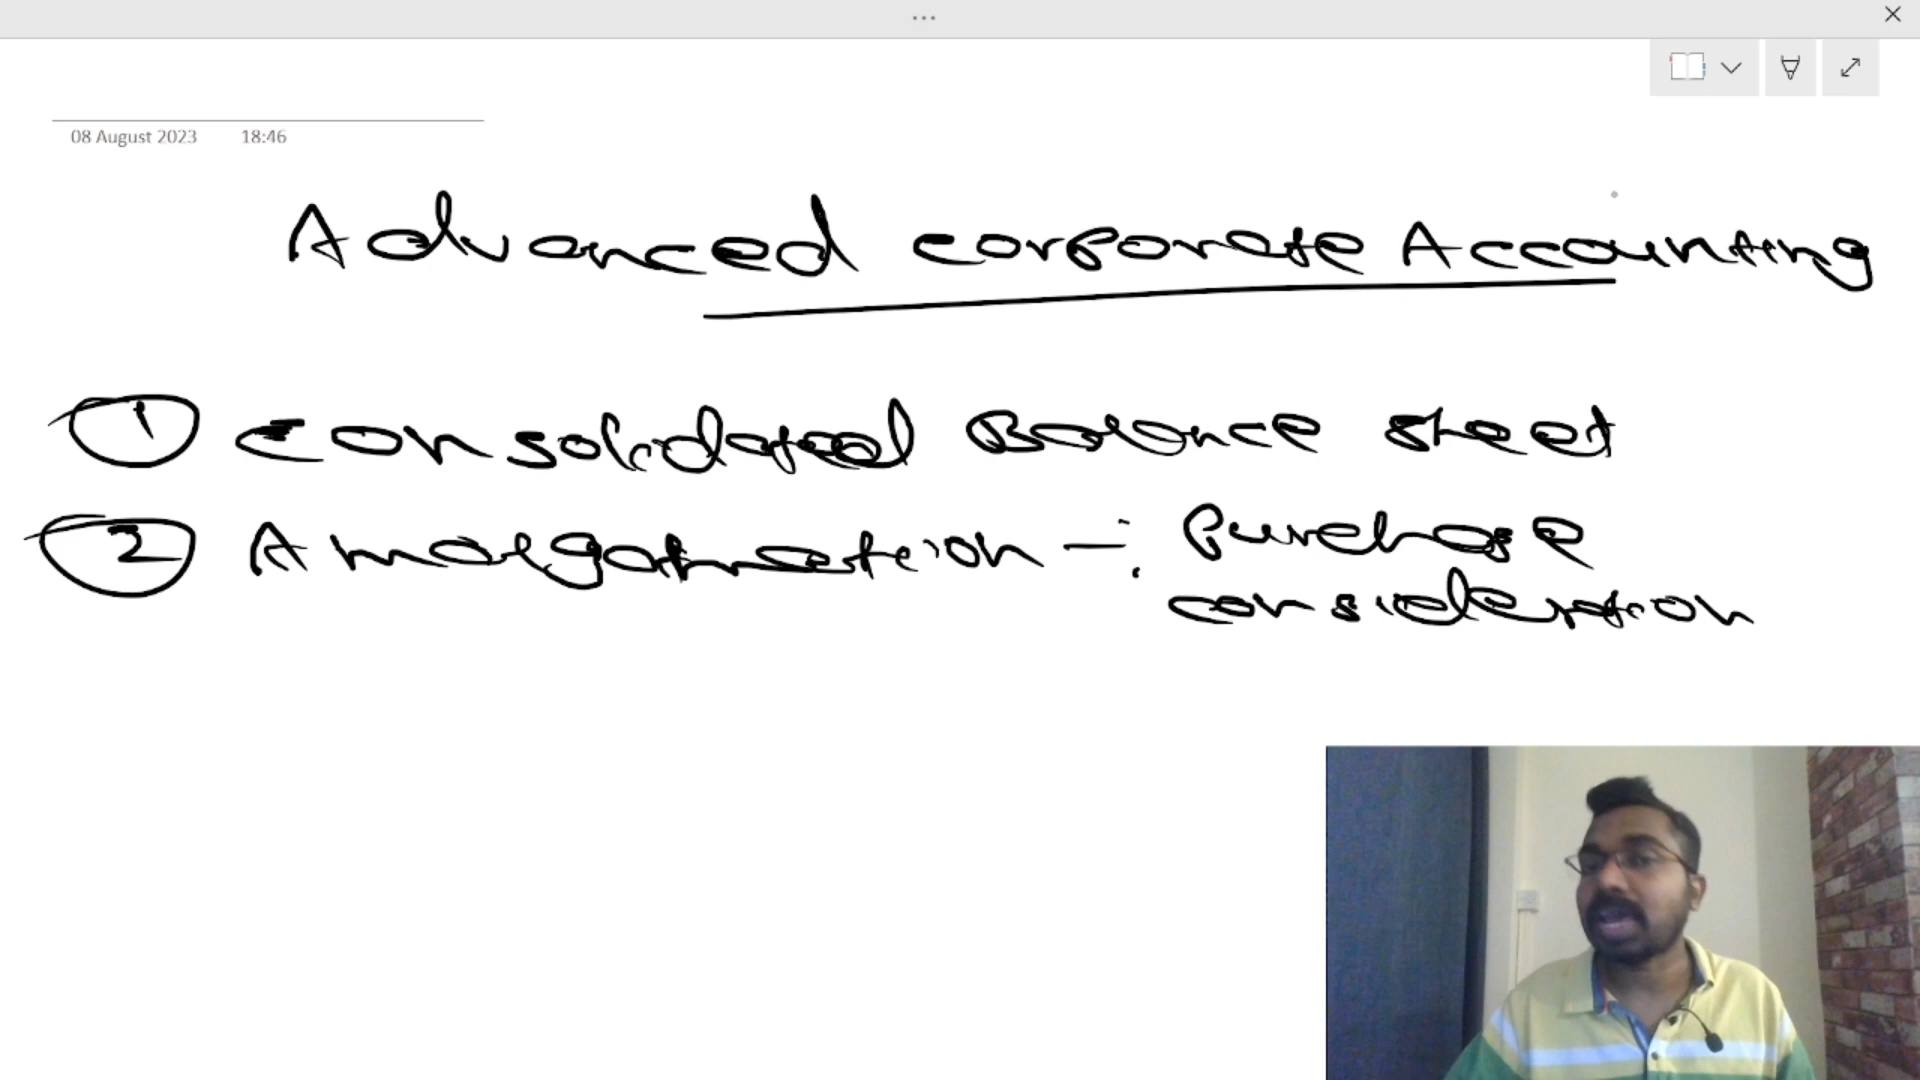 08 August 2023 18:46
Advanced corporate Accounting
1 consolidated Balance sheet
2 Amalgamation -: Purchase
consideration